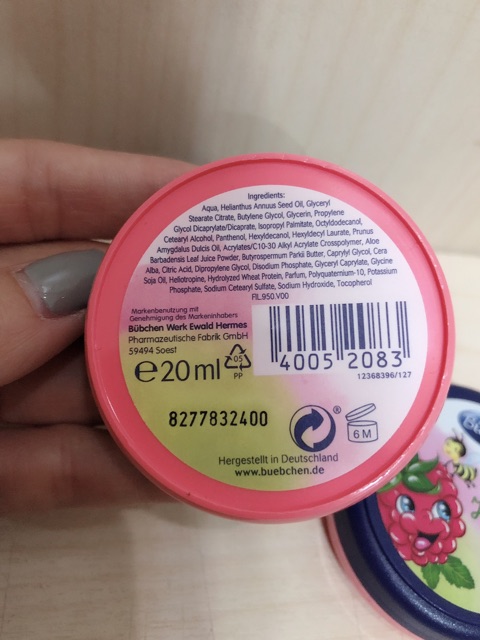 Ingredients:
Aqua, Helianthus Annuus Seed Oil, Glyceryl
Stearate Citrate, Butylene Glycol, Glycerin, Propylene
Glycol Dicaprylate/Dicaprate, Isopropyl Palmitate, Octyldodecanol,
Cetearyl Alcohol, Panthenol, Hexyldecanol, Hexyldecyl Laurate, Prunus
Amygdalus Dulcis Oil, Acrylates/C10-30 Alkyl Acrylate Crosspolymer, Aloe
Barbadensis Leaf Juice Powder, Butyrospermum Parkii Butter, Caprylyl Glycol, Cera
Alba, Citric Acid, Dipropylene Glycol, Disodium Phosphate, Glyceryl Caprylate, Glycine
Soja Oil, Heliotropine, Hydrolyzed Wheat Protein, Parfum, Polyquaternium-10, Potassium
Phosphate, Sodium Cetearyl Sulfate, Sodium Hydroxide, Tocopherol
FIL.950.V00
Markenbenutzung mit
Genehmigung des Markeninhabers
Bübchen Werk Ewald Hermes
Pharmazeutische Fabrik GmbH
59494 Soest
4005 2083
℮20ml
05
PP
12368396/127
8277832400
®
6 M
Hergestellt in Deutschland
www.buebchen.de